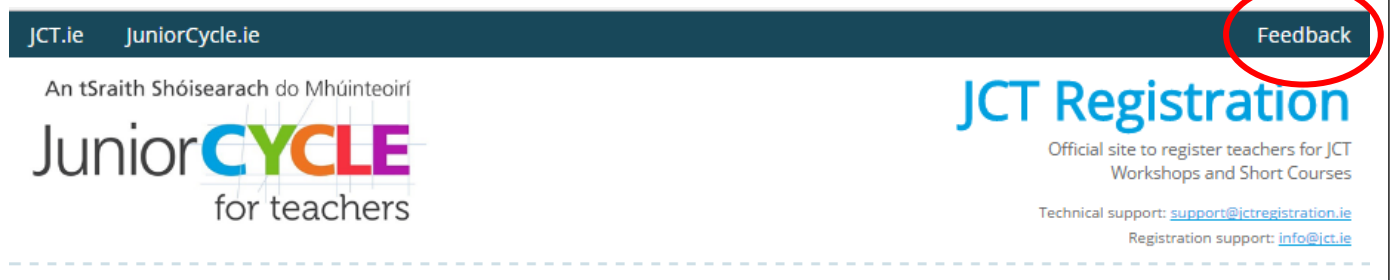 JCT.ie JuniorCycle.ie Feedback
An tSraith Shóisearach do Mhúinteoirí
JuniorCYCLE
for teachers
JCT Registration
Official site to register teachers for JCT
Workshops and Short Courses
Technical support: support@jctregistration.ie
Registration support: info@jct.ie